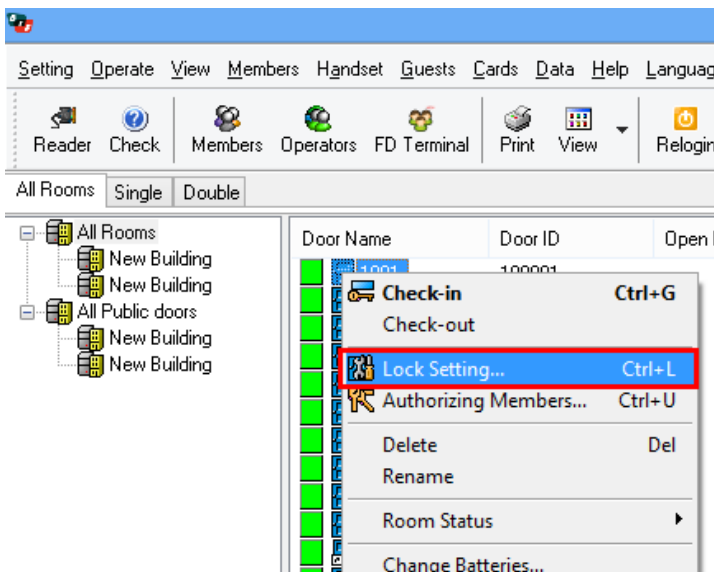 Setting Operate View Members Handset Guests Cards Data Help Languag
Reader Check Members Operators FD Terminal Print View Relogin
All Rooms Single Double
All Rooms
New Building
New Building
All Public doors
New Building
New Building
Door Name Door ID Open
1001 100001
Check-in Ctrl+G
Check-out
Lock Setting... Ctrl+L
Authorizing Members... Ctrl+U
Delete Del
Rename
Room Status
Change Batteries...